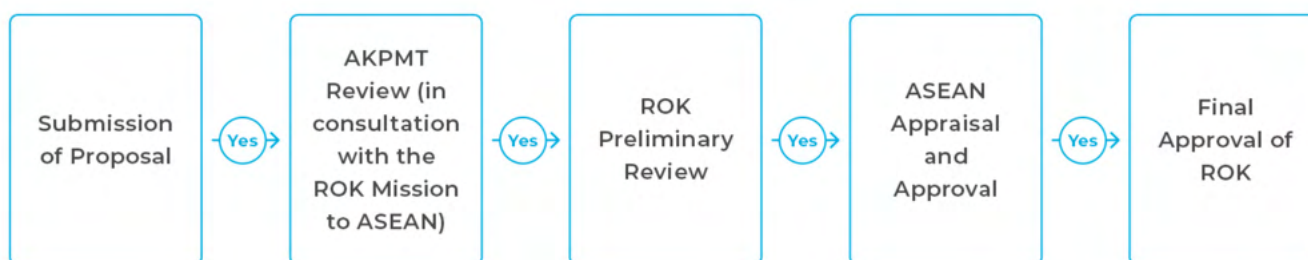 Submission
of Proposal
Yes
AKPMT
Review (in
consultation
with the
ROK Mission
to ASEAN)
Yes
ROK
Preliminary
Review
Yes
ASEAN
Appraisal
and
Approval
Yes
Final
Approval of
ROK